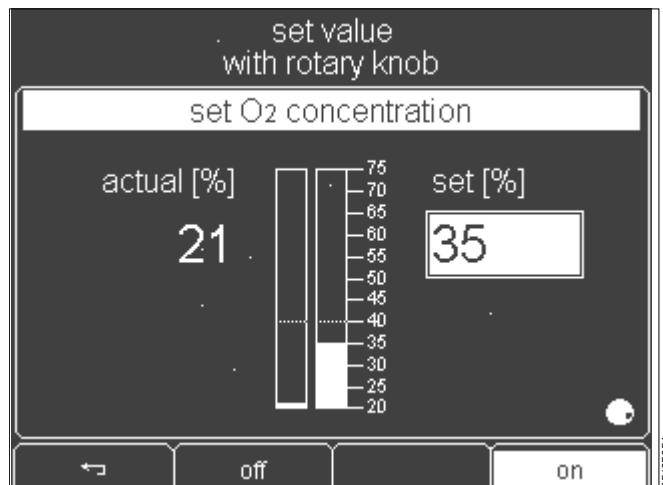 set value
with rotary knob
set O2 concentration
actual [%]
set [%]
21
35
75
70
65
60
55
50
45
40
35
30
25
20
off
on